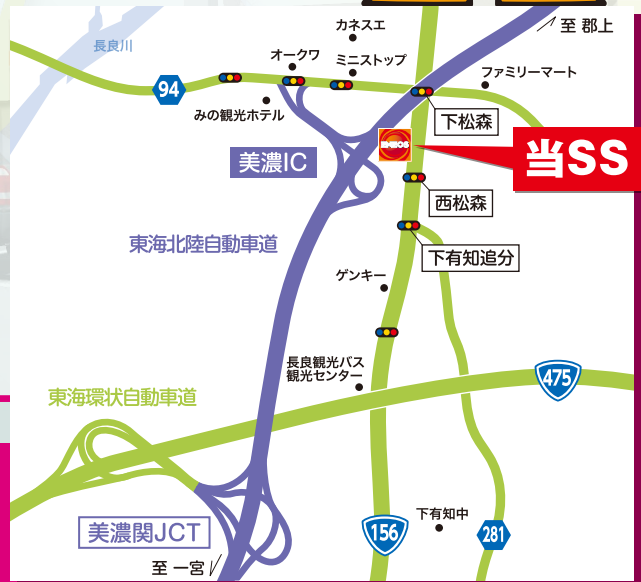 カネスエ
至 郡上
長良川
オークワ
ミニストップ
ファミリーマート
94
みの観光ホテル
下松森
ENEOS
当SS
美濃IC
西松森
東海北陸自動車道
下有知追分
ゲンキー
長良観光バス
観光センター
475
東海環状自動車道
下有知中
美濃関JCT
156
281
至 一宮